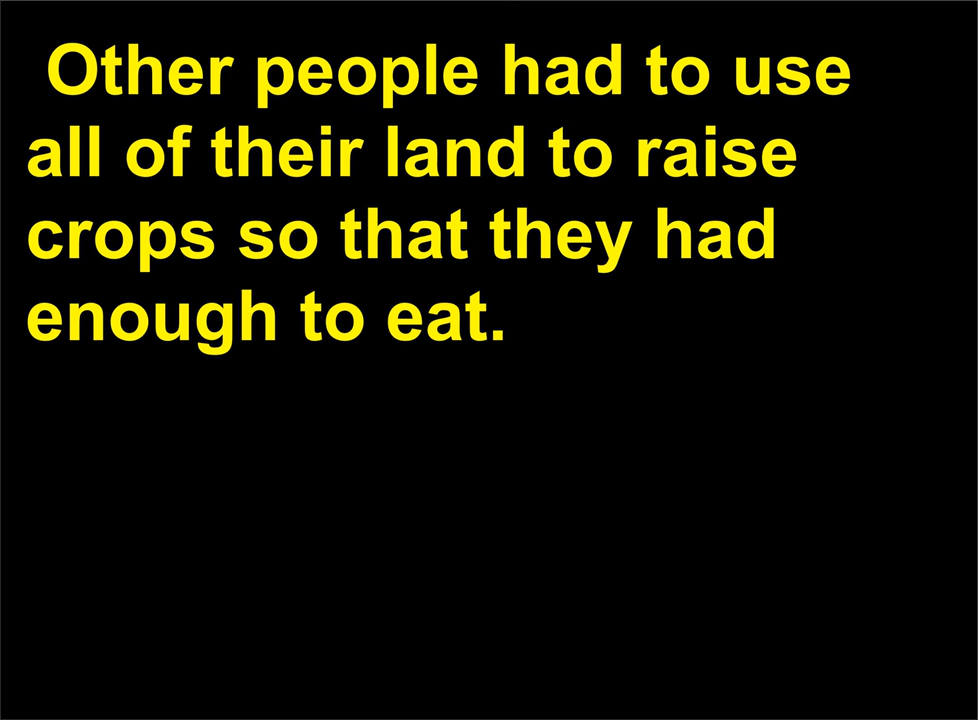 Other people had to use
all of their land to raise
crops so that they had
enough to eat.